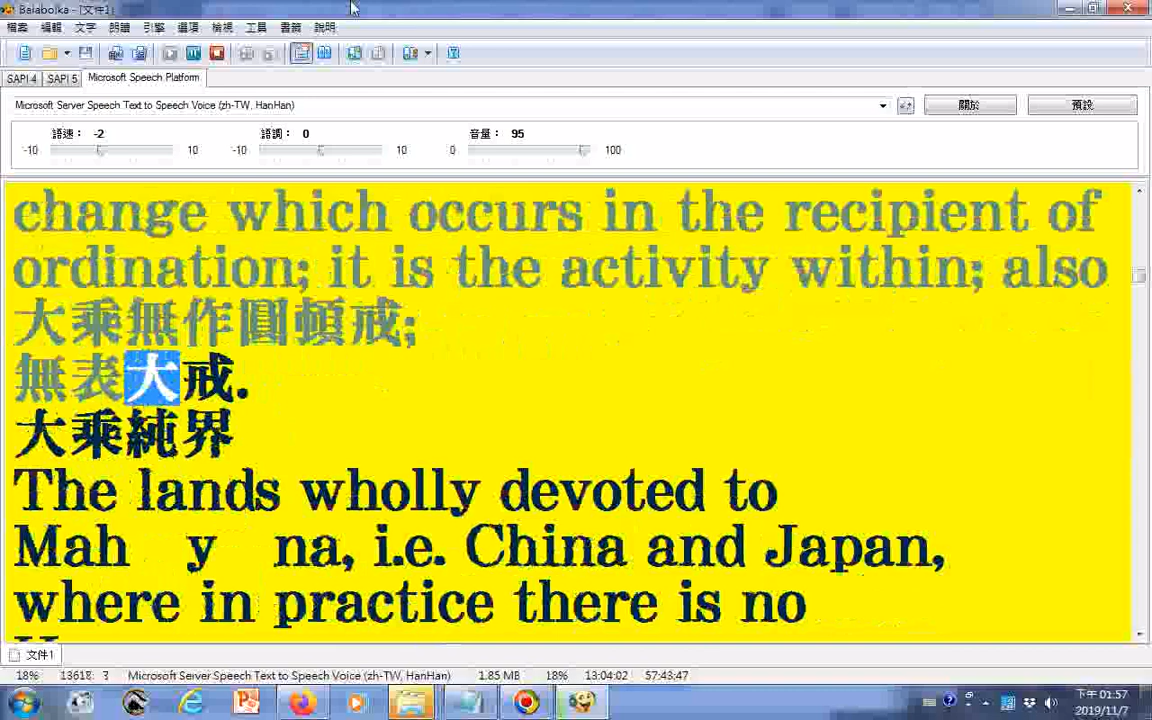 Balabolka - [文件1]
檔案 編輯 文字 朗讀 引擎 選項 檢視 工具 書籤 說明
SAPI 4 SAPI 5 Microsoft Speech Platform
Microsoft Server Speech Text to Speech Voice (zh-TW, HanHan) 關於 預設
語速： -2 語調： 0 音量： 95
-10 10 -10 10 0 100
change which occurs in the recipient of
ordination; it is the activity within; also
大乘無作圓頓戒;
無表大戒.
大乘純界
The lands wholly devoted to
Mah y na, i.e. China and Japan,
where in practice there is no
文件1
18% 13618 3 Microsoft Server Speech Text to Speech Voice (zh-TW, HanHan) 1.85 MB 18% 13:04:02 57:43:47
下午 01:57
2019/11/7